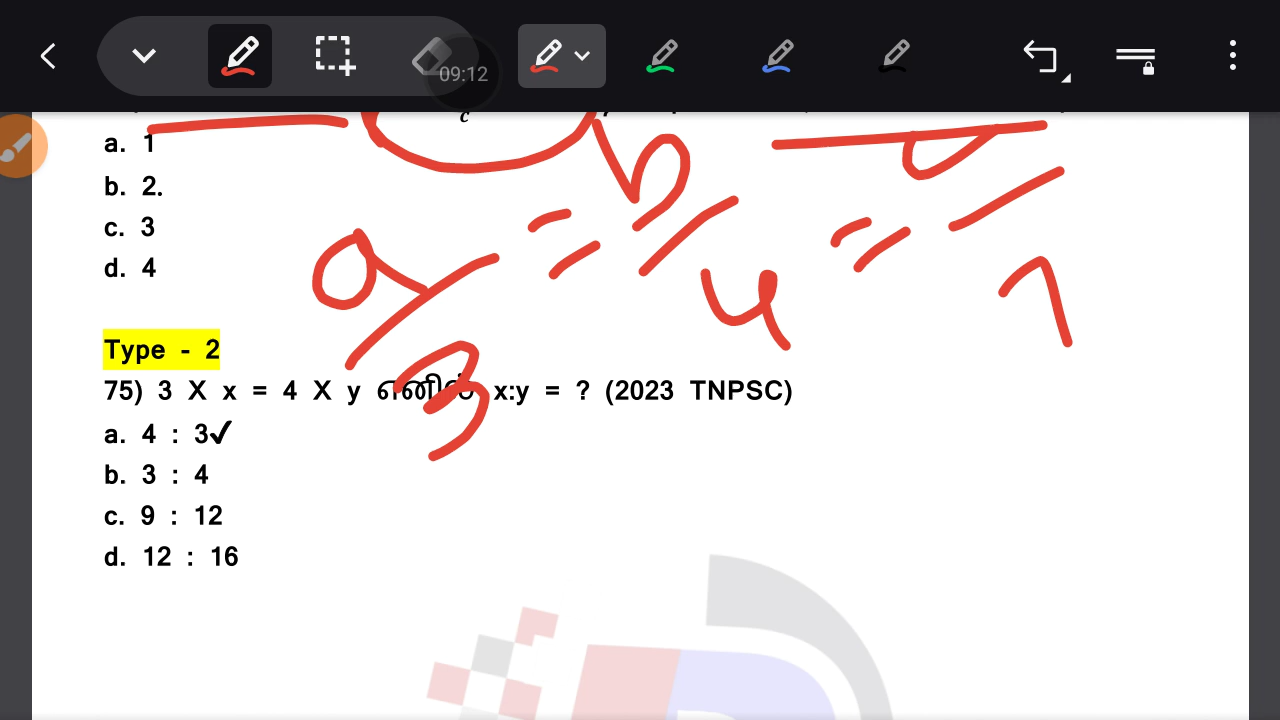 09:12
c
a. 1
b. 2.
c. 3
d. 4
a/3 = b/4 = c/7
Type - 2
75) 3 X x = 4 X y எனில் x:y = ? (2023 TNPSC)
a. 4 : 3✓
b. 3 : 4
c. 9 : 12
d. 12 : 16